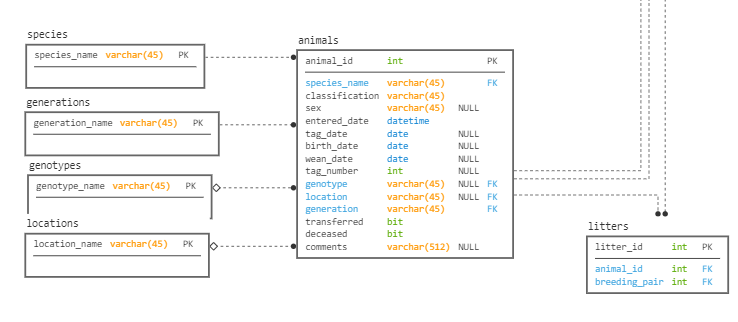 species
species_name varchar(45) PK
generations
generation_name varchar(45) PK
genotypes
genotype_name varchar(45) PK
locations
location_name varchar(45) PK
animals
animal_id int PK
species_name varchar(45) FK
classification varchar(45)
sex varchar(45) NULL
entered_date datetime
tag_date date NULL
birth_date date NULL
wean_date date NULL
tag_number int NULL
genotype varchar(45) NULL FK
location varchar(45) NULL FK
generation varchar(45) FK
transferred bit
deceased bit
comments varchar(512) NULL
litters
litter_id int PK
animal_id int FK
breeding_pair int FK